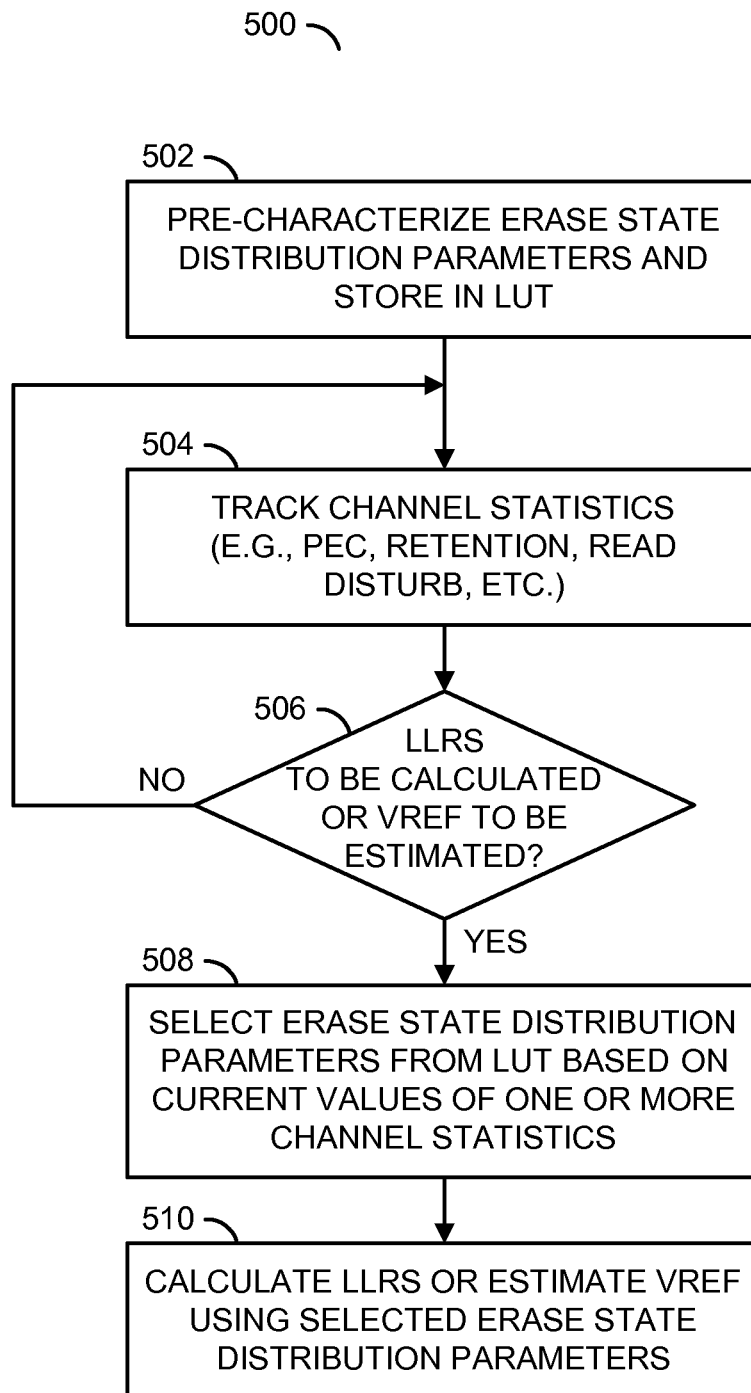 500
502
PRE-CHARACTERIZE ERASE STATE
DISTRIBUTION PARAMETERS AND
STORE IN LUT
504
TRACK CHANNEL STATISTICS
(E.G., PEC, RETENTION, READ
DISTURB, ETC.)
506
LLRS
TO BE CALCULATED
OR VREF TO BE
ESTIMATED?
NO
YES
508
SELECT ERASE STATE DISTRIBUTION
PARAMETERS FROM LUT BASED ON
CURRENT VALUES OF ONE OR MORE
CHANNEL STATISTICS
510
CALCULATE LLRS OR ESTIMATE VREF
USING SELECTED ERASE STATE
DISTRIBUTION PARAMETERS